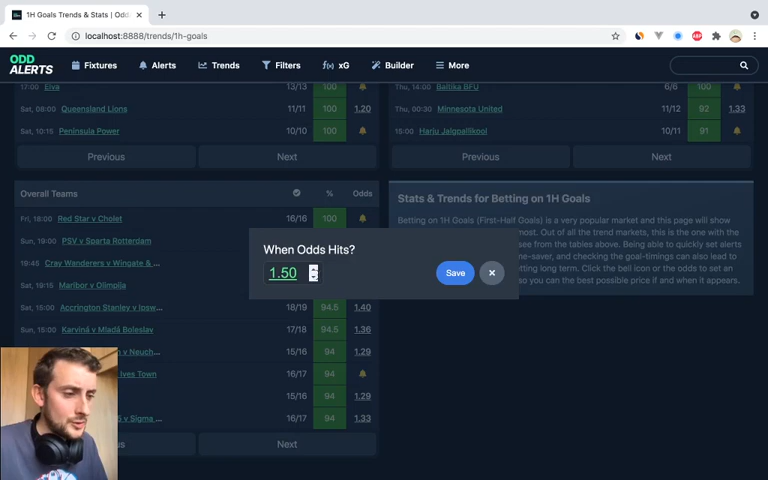 1H Goals Trends & Stats | Odd
localhost:8888/trends/1h-goals
ABP
ODD ALERTS
Fixtures
Alerts
Trends
Filters
f(x) xG
Builder
More
17:00 Elva 13/13 100
Sat, 08:00 Queensland Lions 11/11 100 1.20
Sat, 10:15 Peninsula Power 10/10 100
Previous Next
Thu, 14:00 Baltika BFU 6/6 100
Thu, 00:30 Minnesota United 11/12 92 1.33
15:00 Harju Jalgpallikool 10/11 91
Previous Next
Overall Teams % Odds
Fri, 18:00 Red Star v Cholet 16/16 100
Sun, 19:00 PSV v Sparta Rotterdam
19:45 Cray Wanderers v Wingate & ...
Sat, 15:00 Maribor v Olimpija
Sat, 15:00 Accrington Stanley v Ipsw... 18/19 94.5 1.40
Sun, 15:00 Karviná v Mladá Boleslav 17/18 94.5 1.36
v Neuch... 15/16 94 1.29
Ives Town 16/17 94
15/16 94 1.29
v Sigma ... 16/17 94 1.33
Next
Stats & Trends for Betting on 1H Goals
Betting on 1H Goals (First-Half Goals) is a very popular market and this page will show
most. Out of all the trend markets, this is the one with the
see from the tables above. Being able to quickly set alerts
me-saver, and checking the goal-timings can also lead to
tting long term. Click the bell icon or the odds to set an
so you can the best possible price if and when it appears.
When Odds Hits?
1.50
Save